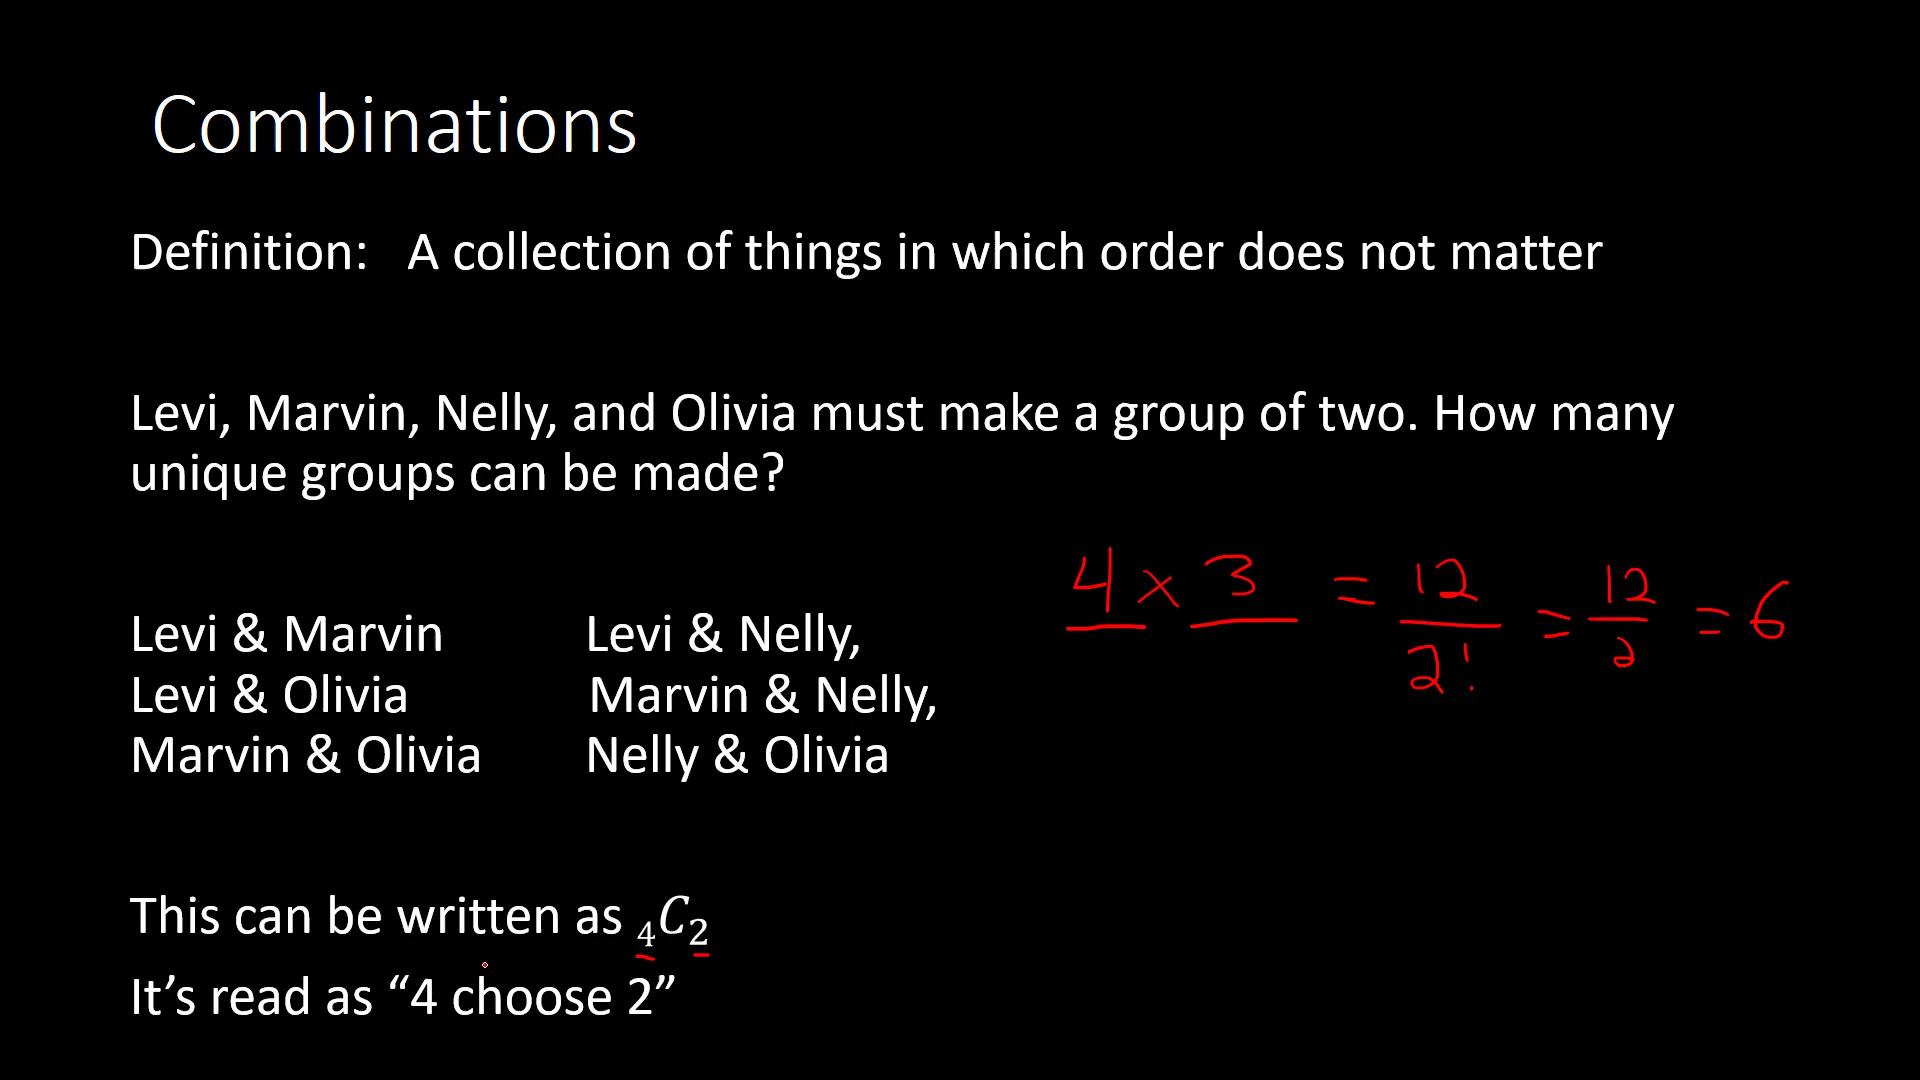 Combinations
Definition: A collection of things in which order does not matter
Levi, Marvin, Nelly, and Olivia must make a group of two. How many
unique groups can be made?
4 × 3 = 12/2! = 12/2 = 6
Levi & Marvin Levi & Nelly,
Levi & Olivia Marvin & Nelly,
Marvin & Olivia Nelly & Olivia
This can be written as ₄C₂
It’s read as “4 choose 2”